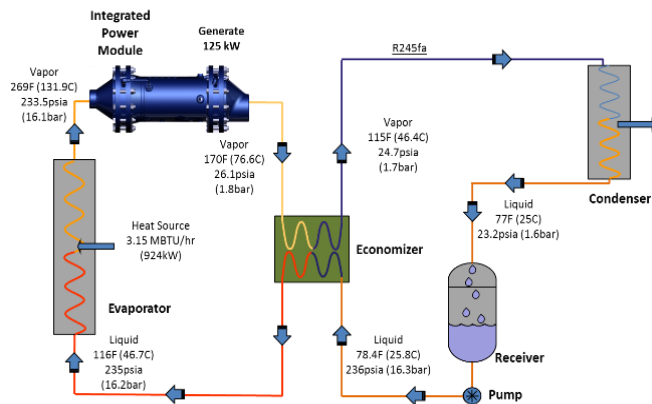 Integrated
Power
Module
Generate
125 kW
R245fa
Vapor
269F (131.9C)
233.5psia
(16.1bar)
Vapor
170F (76.6C)
26.1psia
(1.8bar)
Vapor
115F (46.4C)
24.7psia
(1.7bar)
Condenser
Liquid
77F (25C)
23.2psia (1.6bar)
Heat Source
3.15 MBTU/hr
(924kW)
Economizer
Evaporator
Liquid
116F (46.7C)
235psia
(16.2bar)
Liquid
78.4F (25.8C)
236psia (16.3bar)
Receiver
Pump